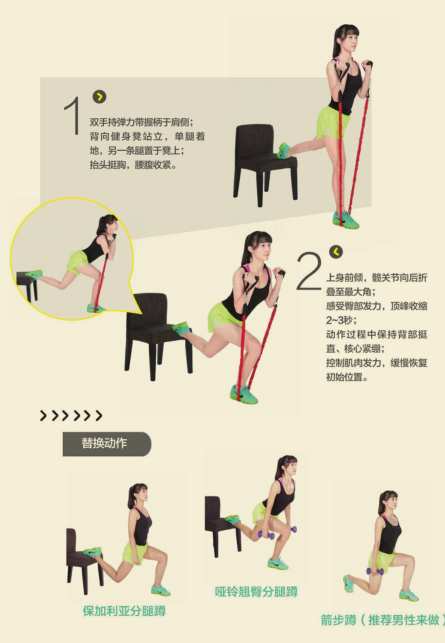 1
双手持弹力带握柄于肩侧；
背向健身凳站立，单腿着
地，另一条腿置于凳上；
抬头挺胸，腰腹收紧。
2
上身前倾，髋关节向后折
叠至最大角；
感受臀部发力，顶峰收缩
2~3秒；
动作过程中保持背部挺
直、核心紧绷；
控制肌肉发力，缓慢恢复
初始位置。
替换动作
保加利亚分腿蹲
哑铃翘臀分腿蹲
箭步蹲（推荐男性来做）